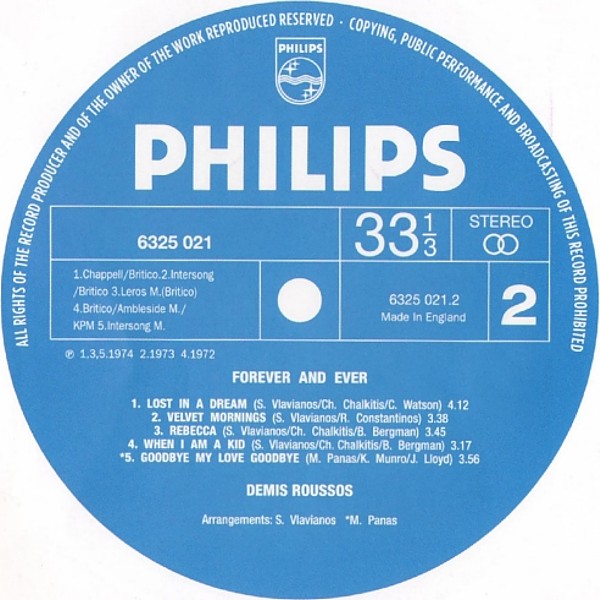 ALL RIGHTS OF THE RECORD PRODUCER AND OF THE OWNER OF THE WORK REPRODUCED RESERVED · COPYING, PUBLIC PERFORMANCE AND BROADCASTING OF THIS RECORD PROHIBITED
PHILIPS
PHILIPS
6325 021
33 1/3
STEREO
1.Chappell/Britico.2.Intersong
/Britico 3.Leros M.(Britico)
4.Britico/Ambleside M./
KPM 5.Intersong M.
6325 021.2
Made In England
2
℗ 1,3,5.1974 2.1973 4.1972
FOREVER AND EVER
1. LOST IN A DREAM (S. Vlavianos/Ch. Chalkitis/C. Watson) 4.12
2. VELVET MORNINGS (S. Vlavianos/R. Constantinos) 3.38
3. REBECCA (S. Vlavianos/Ch. Chalkitis/B. Bergman) 3.45
4. WHEN I AM A KID (S. Vlavianos/Ch. Chalkitis/B. Bergman) 3.17
*5. GOODBYE MY LOVE GOODBYE (M. Panas/K. Munro/J. Lloyd) 3.56
DEMIS ROUSSOS
Arrangements: S. Vlavianos *M. Panas